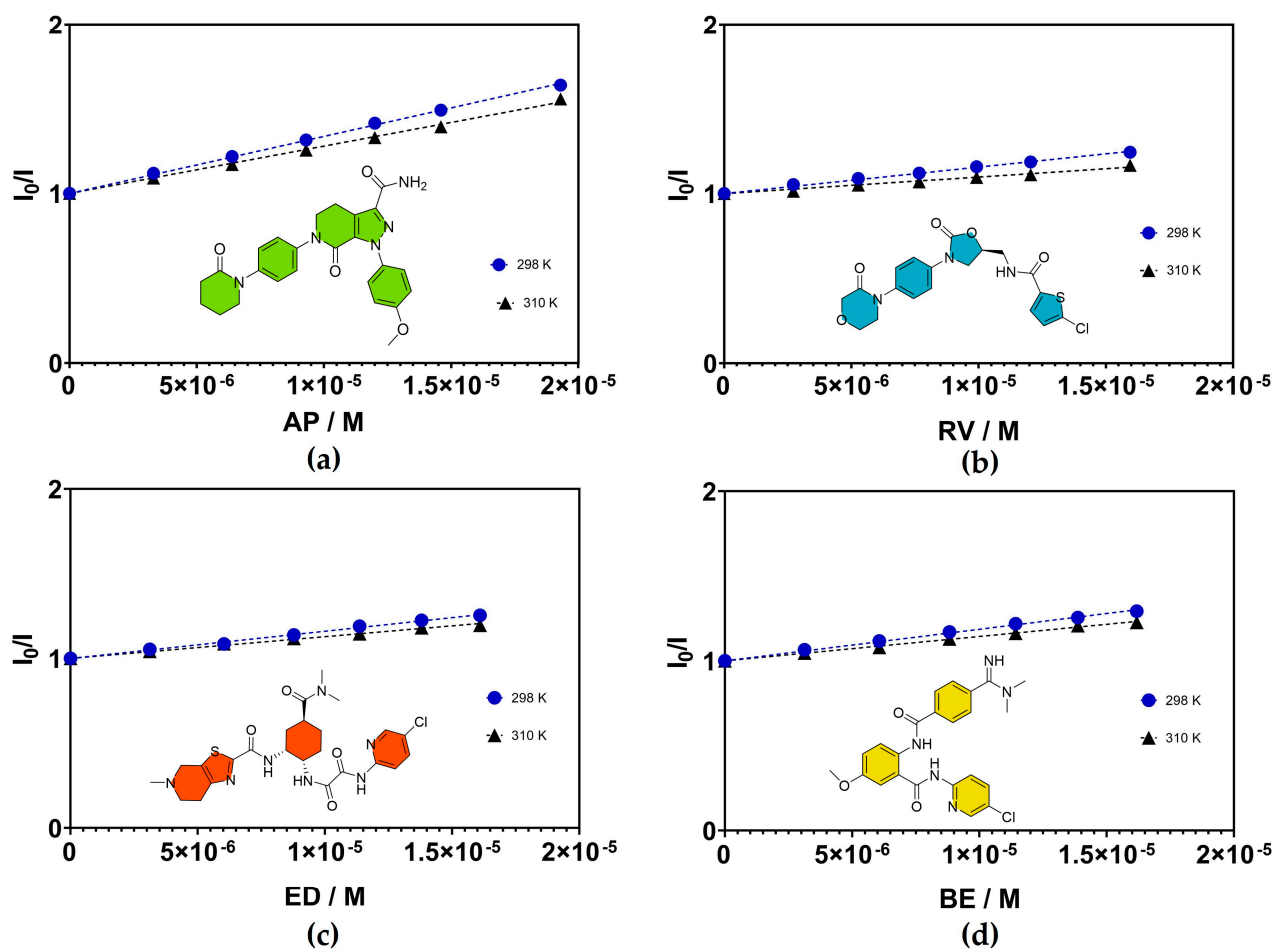 2
I₀/I
1
0
0
5×10⁻⁶
1×10⁻⁵
1.5×10⁻⁵
2×10⁻⁵
AP / M
298 K
310 K
O
NH₂
N
N
N
O
N
O
O
(a)
2
I₀/I
1
0
0
5×10⁻⁶
1×10⁻⁵
1.5×10⁻⁵
2×10⁻⁵
RV / M
298 K
310 K
O
O
N
HN
O
S
Cl
O
N
O
(b)
2
I₀/I
1
0
0
5×10⁻⁶
1×10⁻⁵
1.5×10⁻⁵
2×10⁻⁵
ED / M
298 K
310 K
O
N
S
O
N
H
N
N
Cl
N
O
NH
O
N
H
(c)
2
I₀/I
1
0
0
5×10⁻⁶
1×10⁻⁵
1.5×10⁻⁵
2×10⁻⁵
BE / M
298 K
310 K
NH
N
O
NH
O
O
NH
N
Cl
(d)